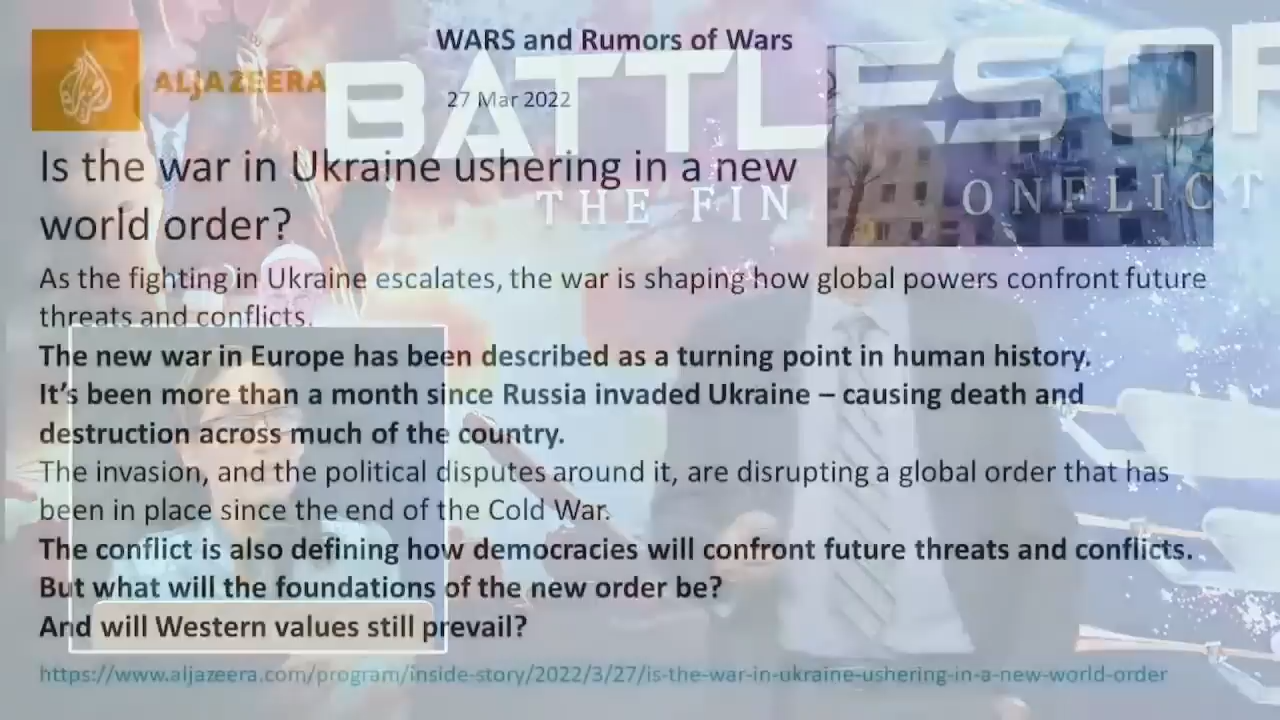 WARS and Rumors of Wars
ALJAZEERA
27 Mar 2022
BATTLES OF
THE FIN ONFLICT
Is the war in Ukraine ushering in a new
world order?
As the fighting in Ukraine escalates, the war is shaping how global powers confront future
threats and conflicts.
The new war in Europe has been described as a turning point in human history.
It’s been more than a month since Russia invaded Ukraine – causing death and
destruction across much of the country.
The invasion, and the political disputes around it, are disrupting a global order that has
been in place since the end of the Cold War.
The conflict is also defining how democracies will confront future threats and conflicts.
But what will the foundations of the new order be?
And will Western values still prevail?
https://www.aljazeera.com/program/inside-story/2022/3/27/is-the-war-in-ukraine-ushering-in-a-new-world-order